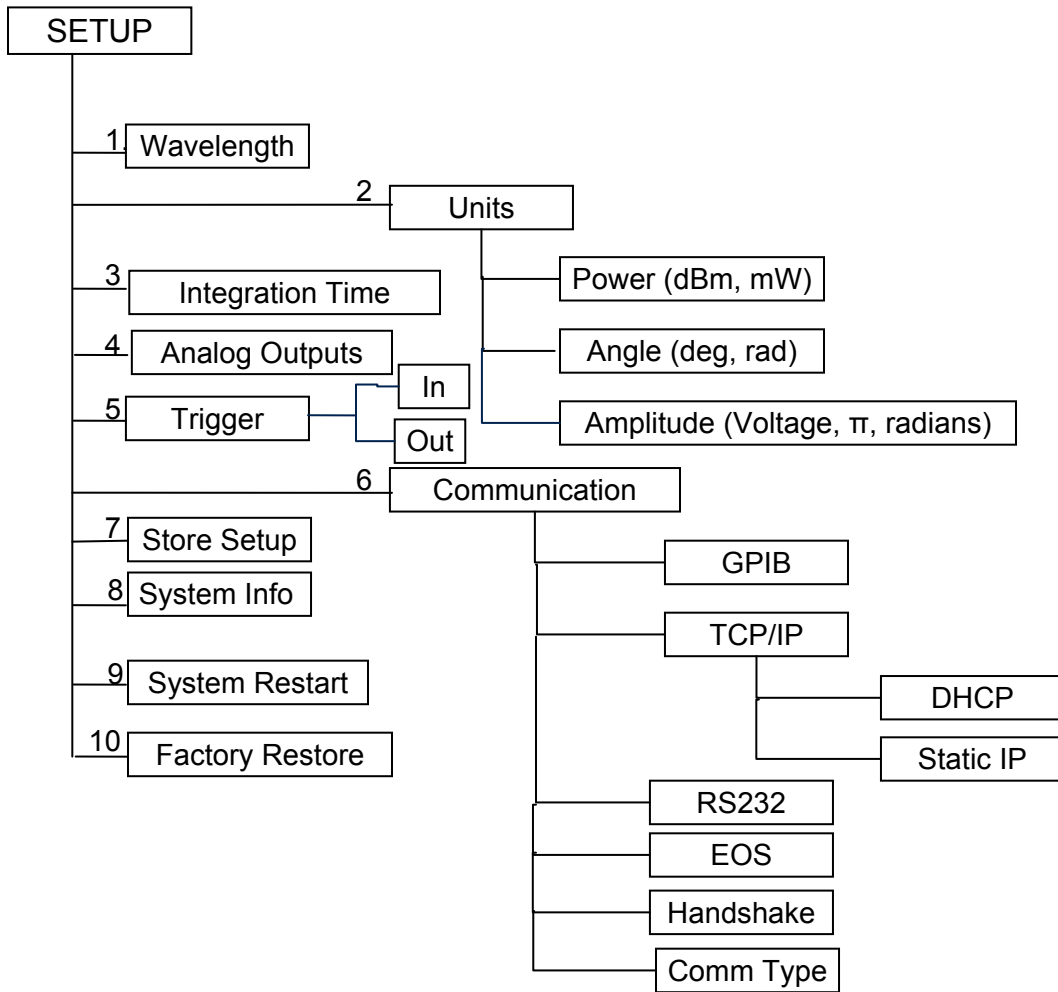 SETUP
1. Wavelength
2 Units
Power (dBm, mW)
3 Integration Time
Angle (deg, rad)
4 Analog Outputs
In
5 Trigger
Amplitude (Voltage, π, radians)
Out
6 Communication
7 Store Setup
GPIB
8 System Info
TCP/IP
9 System Restart
DHCP
10 Factory Restore
Static IP
RS232
EOS
Handshake
Comm Type